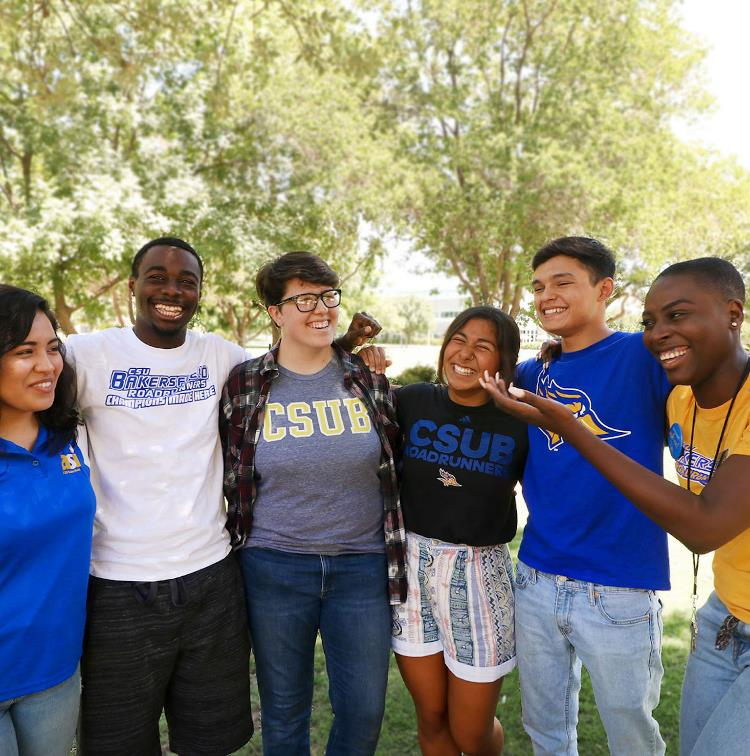 CSU
BAKERSFIELD
ROADRUNNERS
CHAMPIONS MADE HERE
CSUB
CSUB
ROADRUNNERS